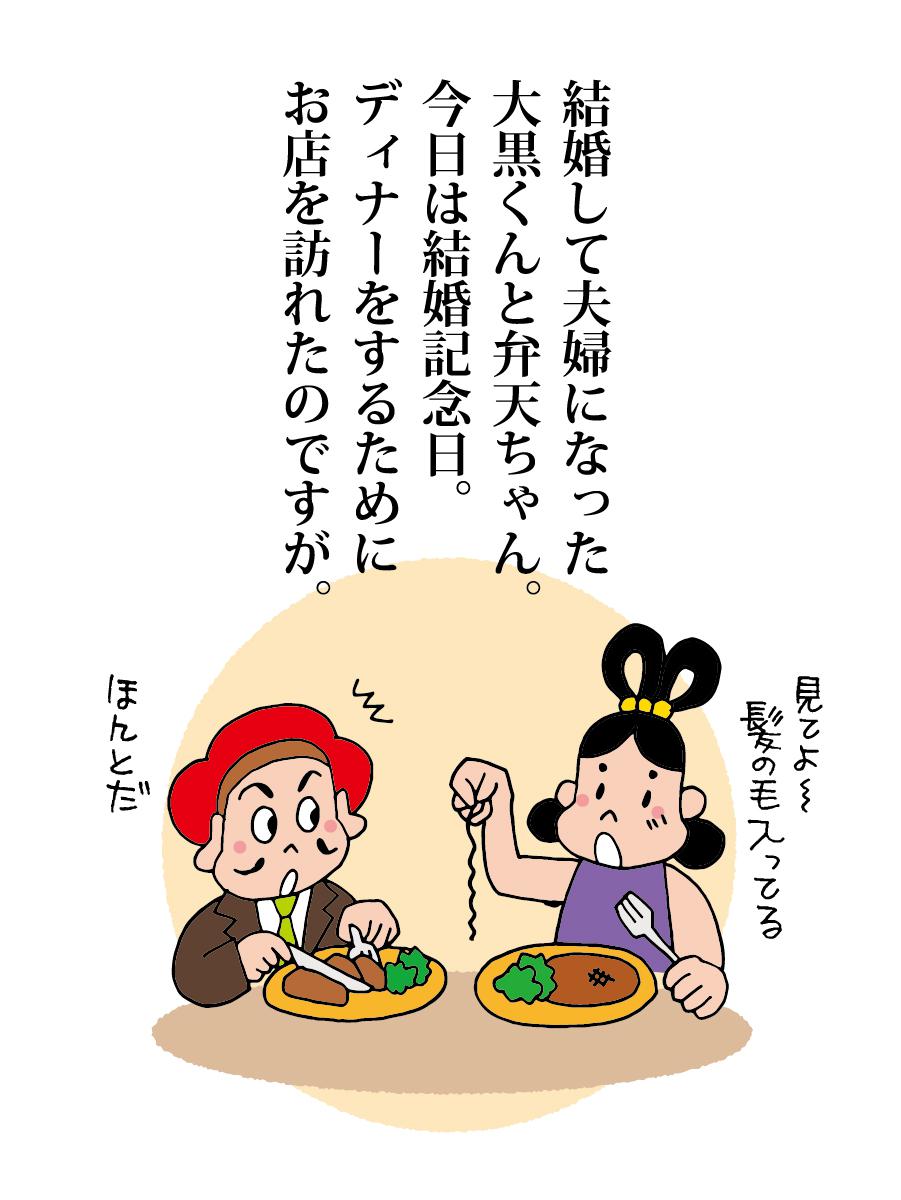 結婚して夫婦になった
大黒くんと弁天ちゃん。
今日は結婚記念日。
ディナーをするために
お店を訪れたのですが。
見てよ〜
髪の毛入ってる
ほんとだ